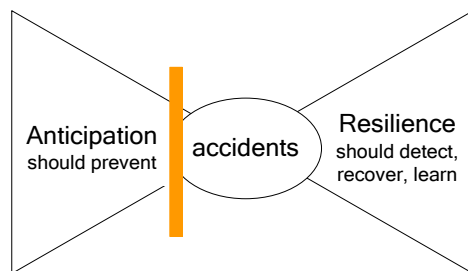 Anticipation
should prevent
accidents
Resilience
should detect,
recover, learn